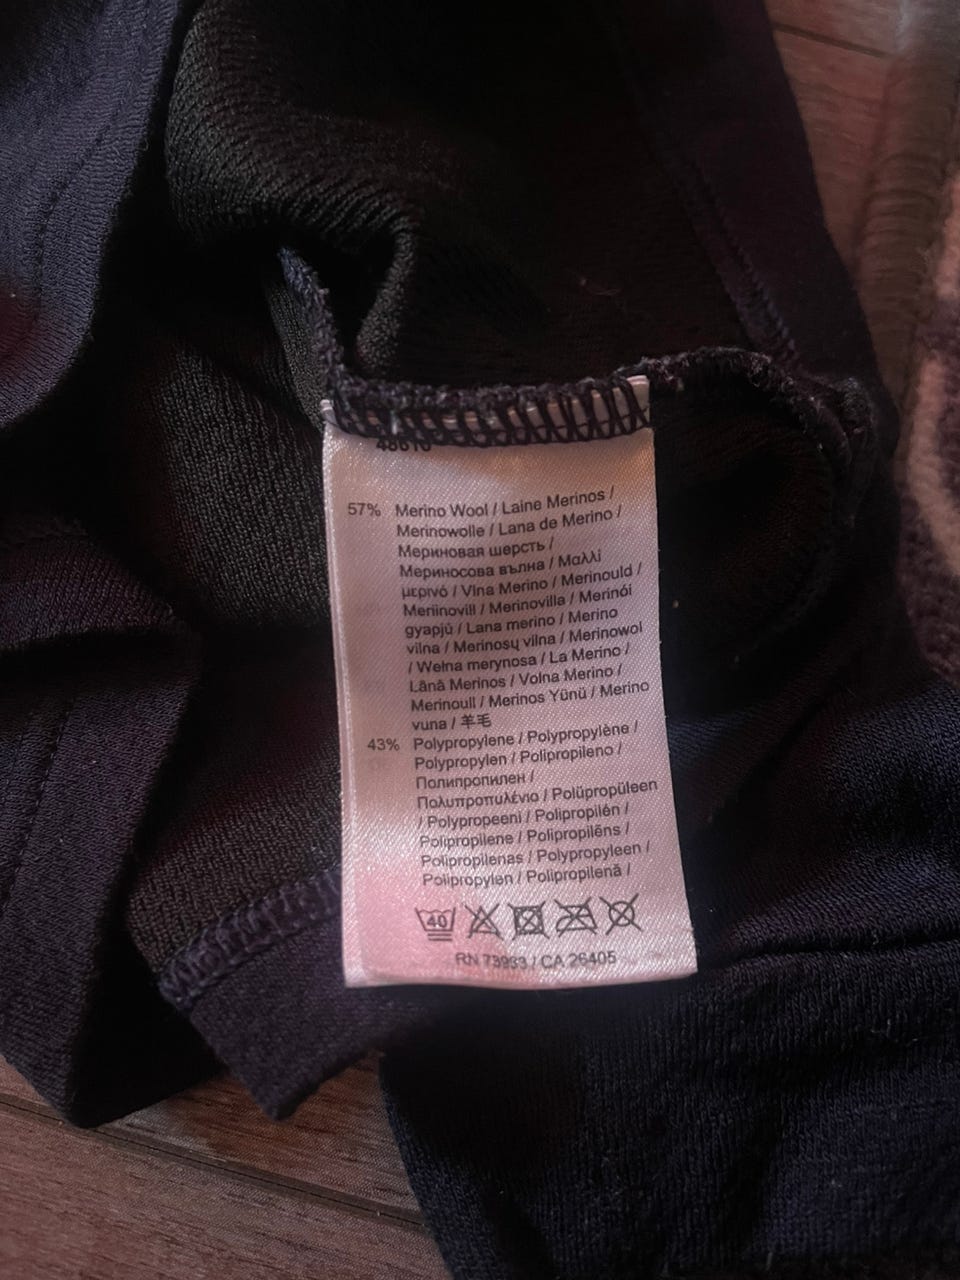 48610
57% Merino Wool / Laine Merinos /
Merinowolle / Lana de Merino /
Мериновая шерсть /
Мериносова вълна / Μαλλί
μερινό / Vlna Merino / Merinould /
Meriinovill / Merinovilla / Merinói
gyapjú / Lana merino / Merino
vilna / Merinosų vilna / Merinowol
/ Wełna merynosa / La Merino /
Lână Merinos / Volna Merino /
Merinoull / Merinos Yünü / Merino
vuna / 羊毛
43% Polypropylene / Polypropylène /
Polypropylen / Polipropileno /
Полипропилен /
Πολυπροπυλένιο / Polüpropüleen
/ Polypropeeni / Polipropilén /
Polipropilene / Polipropilēns /
Polipropilenas / Polypropyleen /
Polipropylen / Polipropilenă /
40
RN 73933 / CA 26405